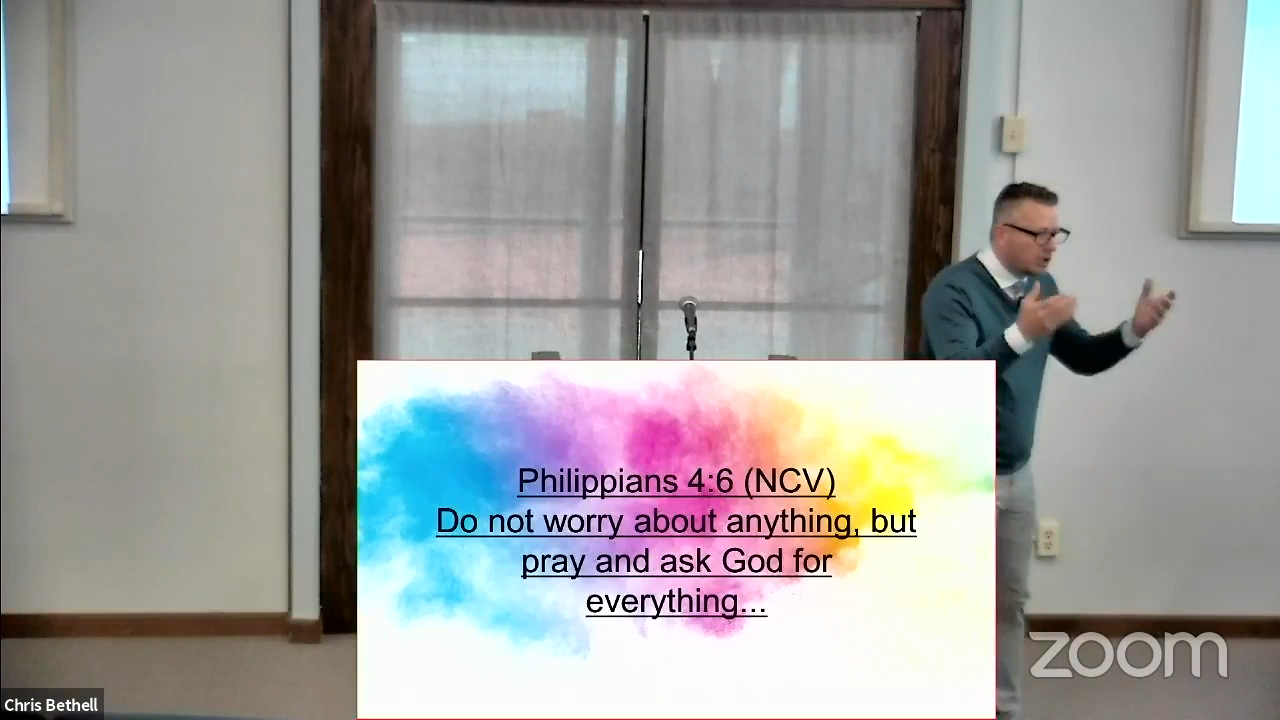 Philippians 4:6 (NCV)
Do not worry about anything, but
pray and ask God for
everything...
zoom
Chris Bethell